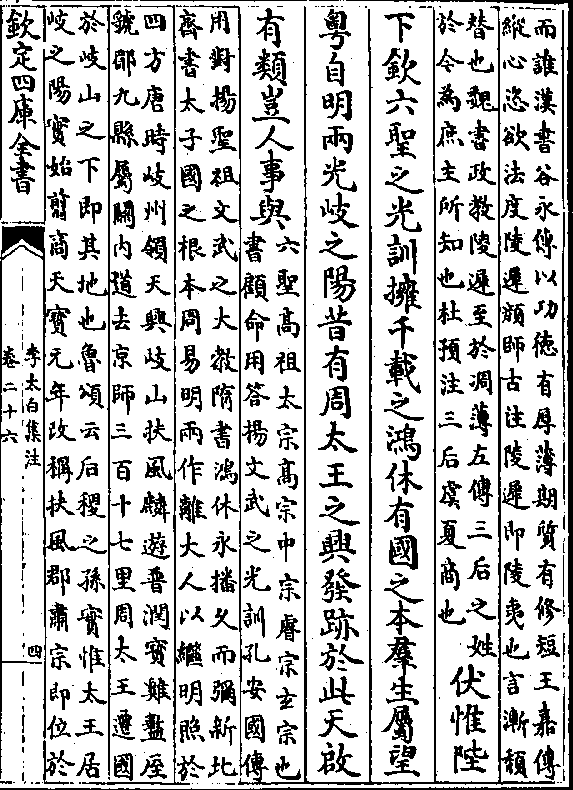 而誰漢書谷永傳以功徳有厚薄期質有修短王嘉傳
縱心恣欲法度陵遲顔師古注陵遲即陵夷也言漸頽
替也魏書政教陵遲至於凋薄左傳三后之姓
於今為庶主所知也杜預注三后虞夏商也
伏惟陛
下欽六聖之光訓擁千載之鴻休有國之本羣生屬望
粵自明兩光岐之陽昔有周太王之興發跡於此天啟
有類豈人事與
六聖髙祖太宗髙宗中宗睿宗玄宗也
書顧命用答揚文武之光訓孔安國傳
用對揚聖祖文武之大教隋書鴻休永播久而彌新北
齊書太子國之根本周易明兩作離大人以繼明照於
四方唐時岐州領天興岐山扶風麟遊普潤寶雞盩厔
虢郿九縣屬闗内道去京師三百十七里周太王遷國
於岐山之下即其地也魯頌云后稷之孫實惟太王居
岐之陽實始翦商天寶元年改稱扶風郡肅宗即位於
欽定四庫全書
李太白集注
卷二十六
四